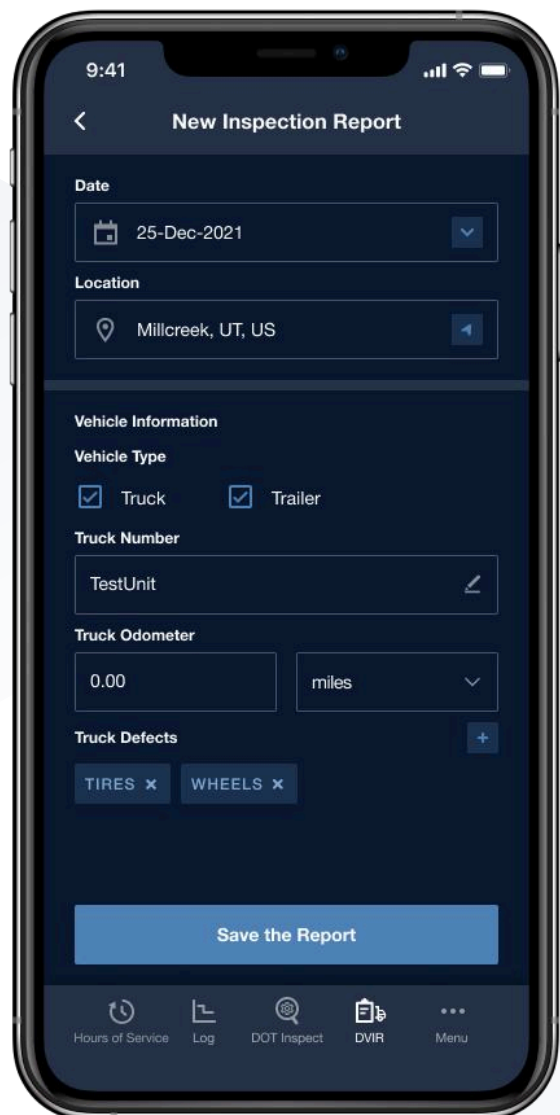 9:41
New Inspection Report
Date
25-Dec-2021
Location
Millcreek, UT, US
Vehicle Information
Vehicle Type
Truck Trailer
Truck Number
TestUnit
Truck Odometer
0.00 miles
Truck Defects +
TIRES × WHEELS ×
Save the Report
Hours of Service Log DOT Inspect DVIR Menu